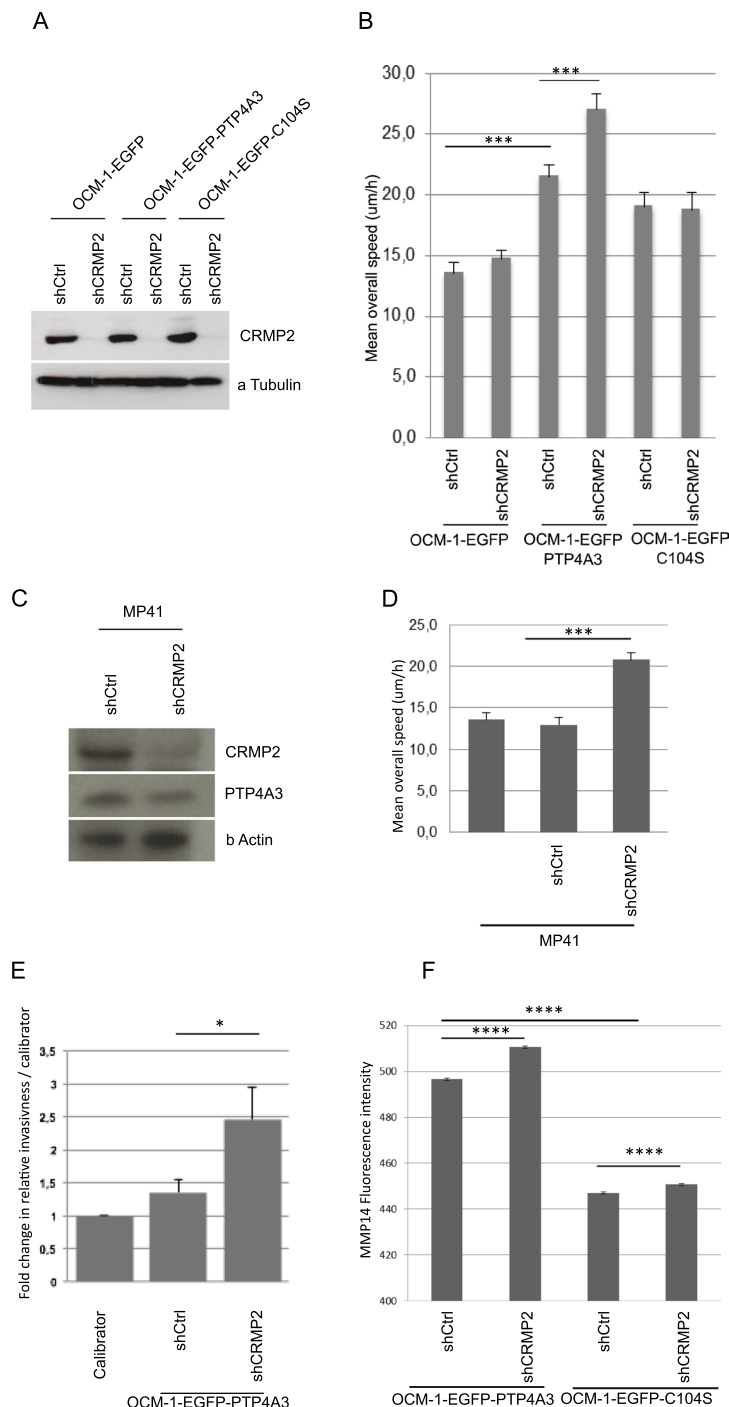 A
OCM-1-EGFP
OCM-1-EGFP-PTP4A3
OCM-1-EGFP-C104S
shCtrl
shCRMP2
shCtrl
shCRMP2
shCtrl
shCRMP2
CRMP2
a Tubulin
B
Mean overall speed (um/h)
30,0
25,0
20,0
15,0
10,0
5,0
0,0
***
***
shCtrl
shCRMP2
shCtrl
shCRMP2
shCtrl
shCRMP2
OCM-1-EGFP
OCM-1-EGFP
PTP4A3
OCM-1-EGFP
C104S
C
MP41
shCtrl
shCRMP2
CRMP2
PTP4A3
b Actin
D
Mean overall speed (um/h)
25,0
20,0
15,0
10,0
5,0
0,0
***
shCtrl
shCRMP2
MP41
E
Fold change in relative invasivness / calibrator
3,5
3
2,5
2
1,5
1
0,5
0
*
Calibrator
shCtrl
shCRMP2
OCM-1-EGFP-PTP4A3
F
MMP14 Fluorescence intensity
520
500
480
460
440
420
400
****
****
****
shCtrl
shCRMP2
shCtrl
shCRMP2
OCM-1-EGFP-PTP4A3
OCM-1-EGFP-C104S